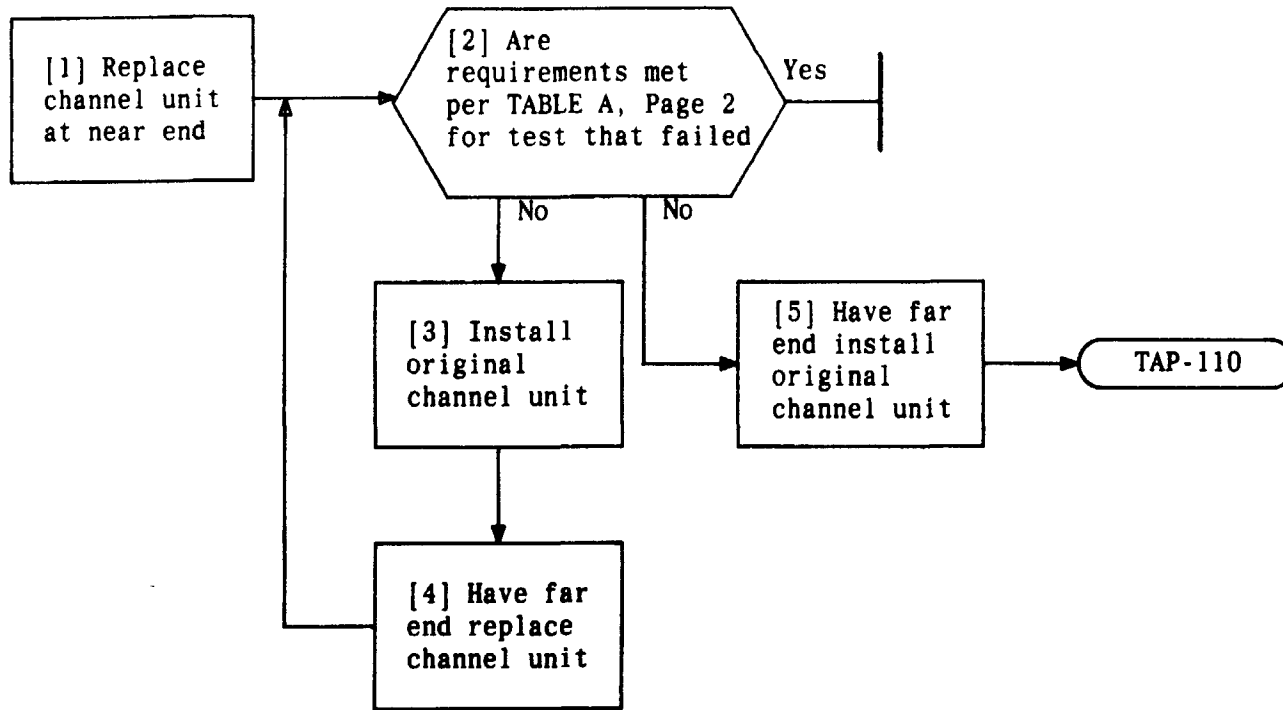 [1] Replace
channel unit
at near end
[2] Are
requirements met
per TABLE A, Page 2
for test that failed
Yes
No
No
[3] Install
original
channel unit
[5] Have far
end install
original
channel unit
TAP-110
[4] Have far
end replace
channel unit